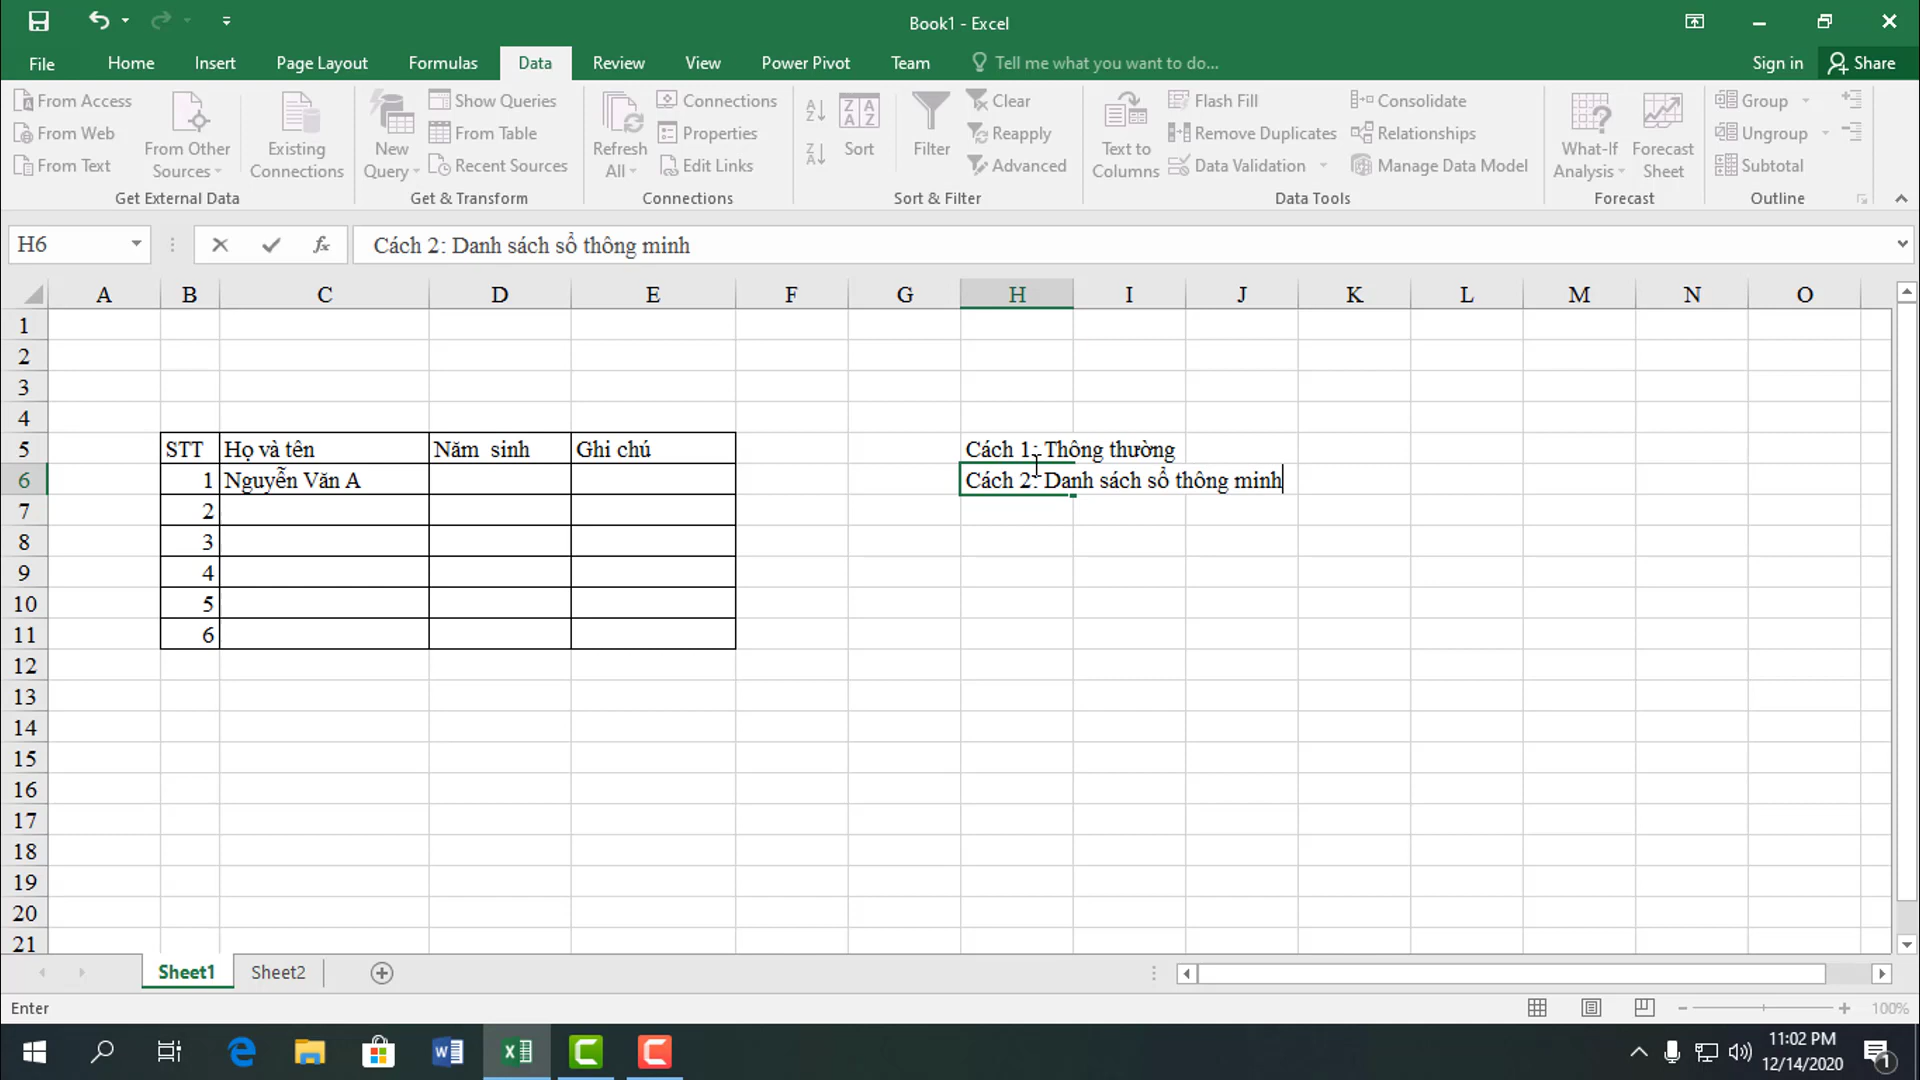 Book1 - Excel
File Home Insert Page Layout Formulas Data Review View Power Pivot Team Tell me what you want to do... Sign in Share
From Access
From Web
From Text
From Other Sources
Existing Connections
Get External Data
New Query
Show Queries
From Table
Recent Sources
Get & Transform
Refresh All
Connections
Properties
Edit Links
Connections
Sort
Filter
Clear
Reapply
Advanced
Sort & Filter
Text to Columns
Flash Fill
Remove Duplicates
Data Validation
Consolidate
Relationships
Manage Data Model
Data Tools
What-If Analysis
Forecast Sheet
Forecast
Group
Ungroup
Subtotal
Outline
H6 fx Cách 2: Danh sách sổ thông minh
A B C D E F G H I J K L M N O
1
2
3
4
5 STT Họ và tên Năm sinh Ghi chú Cách 1: Thông thường
6 1 Nguyễn Văn A Cách 2: Danh sách sổ thông minh
7 2
8 3
9 4
10 5
11 6
12
13
14
15
16
17
18
19
20
21
Sheet1 Sheet2
Enter 100%
11:02 PM
12/14/2020
1